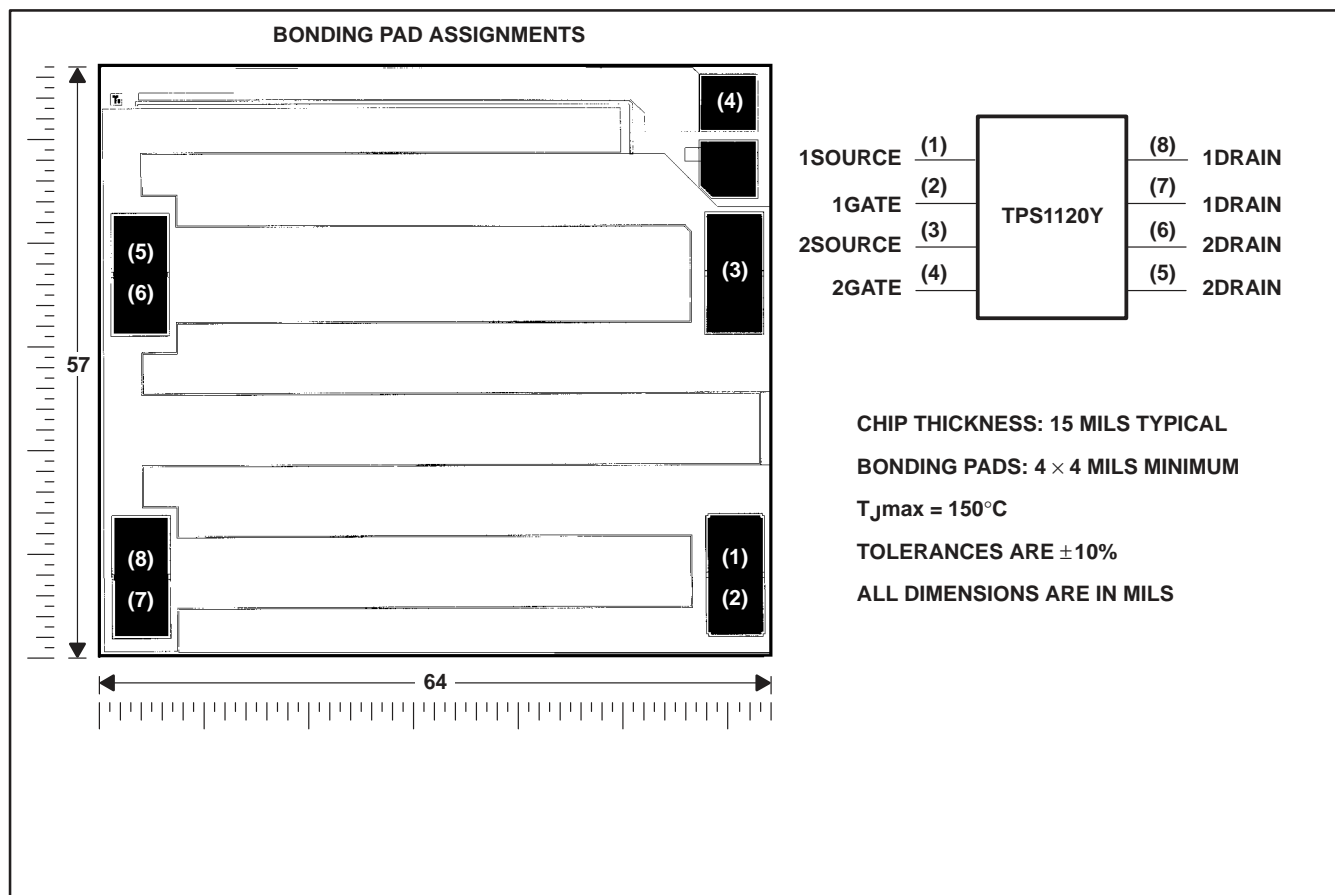 BONDING PAD ASSIGNMENTS
(4)
(5)
(6)
(3)
57
(8)
(7)
(1)
(2)
64
1SOURCE (1)
1GATE (2)
2SOURCE (3)
2GATE (4)
TPS1120Y
(8) 1DRAIN
(7) 1DRAIN
(6) 2DRAIN
(5) 2DRAIN
CHIP THICKNESS: 15 MILS TYPICAL
BONDING PADS: 4 × 4 MILS MINIMUM
TJmax = 150°C
TOLERANCES ARE ±10%
ALL DIMENSIONS ARE IN MILS